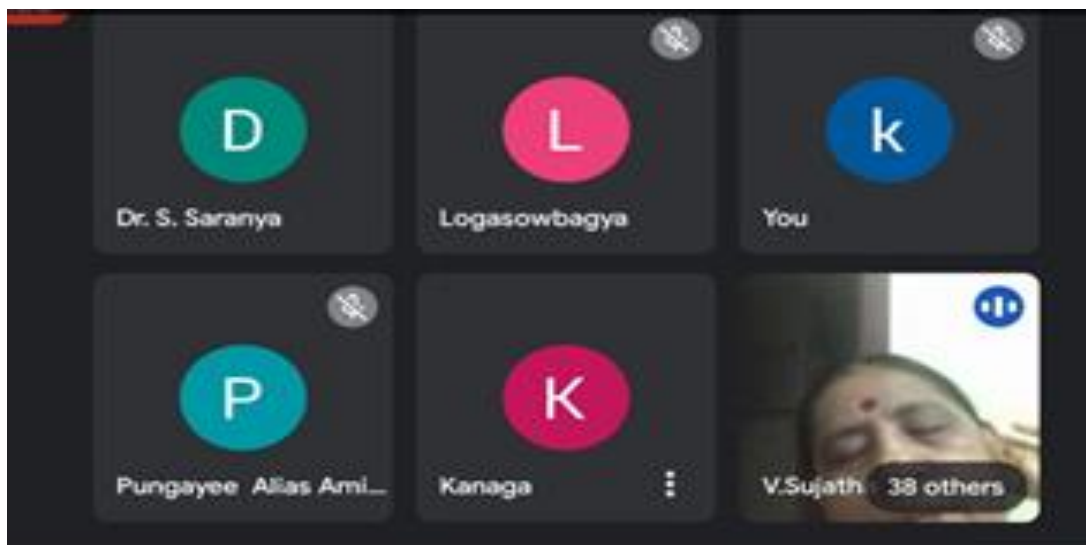 D
L
k
Dr. S. Saranya
Logasowbagya
You
P
K
Pungayee Alias Ami...
Kanaga
V.Sujath
38 others